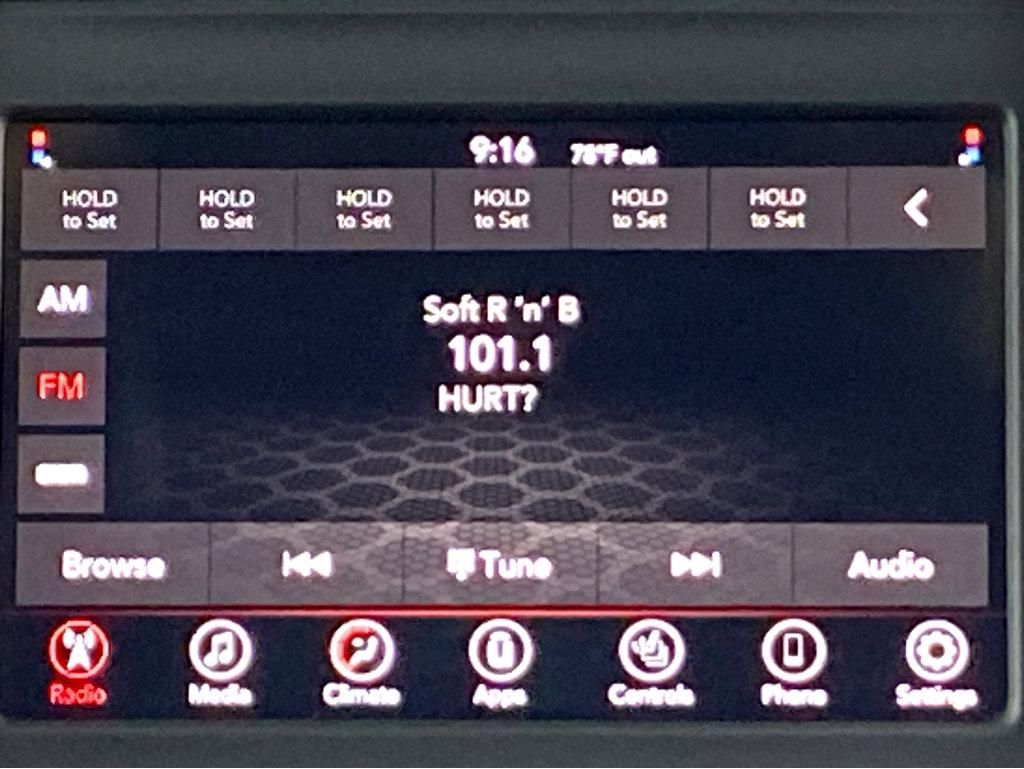 9:16 78°F out
HOLD to Set HOLD to Set HOLD to Set HOLD to Set HOLD to Set HOLD to Set
AM
FM
Soft R 'n' B
101.1
HURT?
Browse Tune Audio
Radio Media Climate Apps Controls Phone Settings